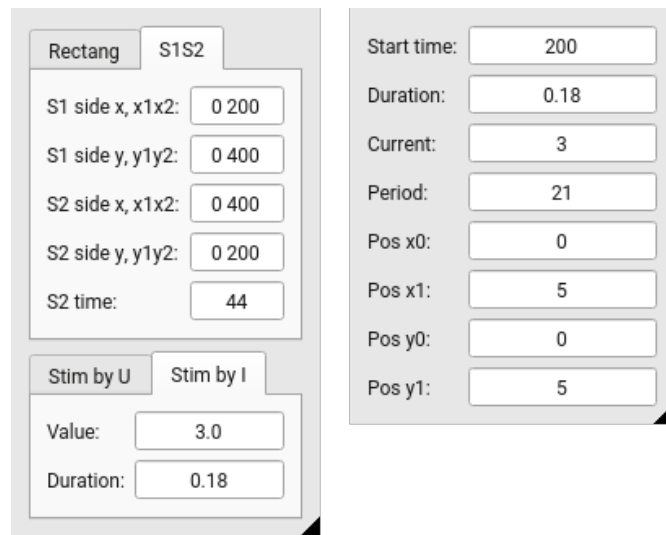 Rectang S1S2
S1 side x, x1x2: 0 200
S1 side y, y1y2: 0 400
S2 side x, x1x2: 0 400
S2 side y, y1y2: 0 200
S2 time: 44
Stim by U Stim by I
Value: 3.0
Duration: 0.18
Start time: 200
Duration: 0.18
Current: 3
Period: 21
Pos x0: 0
Pos x1: 5
Pos y0: 0
Pos y1: 5